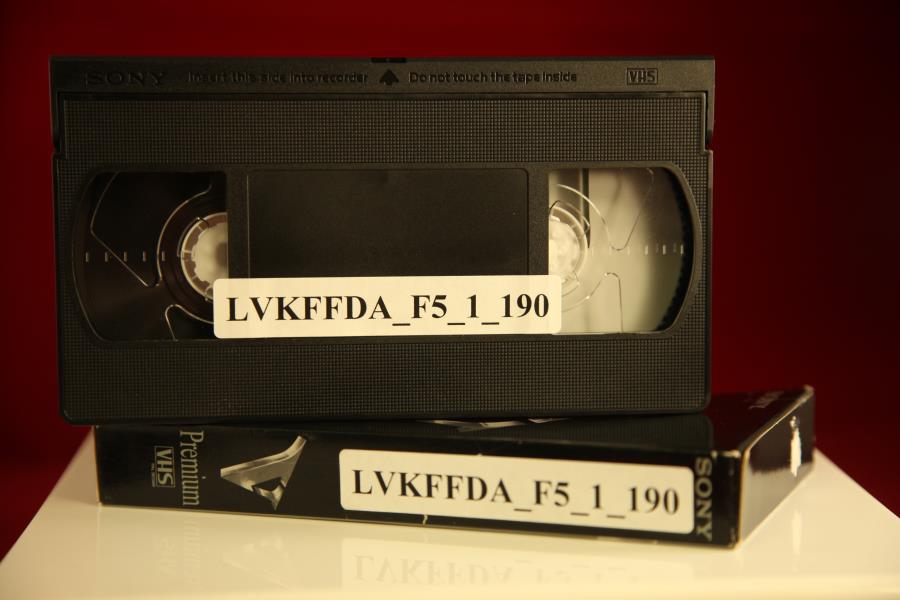 SONY Insert this side into recorder Do not touch the tape inside VHS
LVKFFDA_F5_1_190
Premium
VHS
LVKFFDA_F5_1_190
SONY